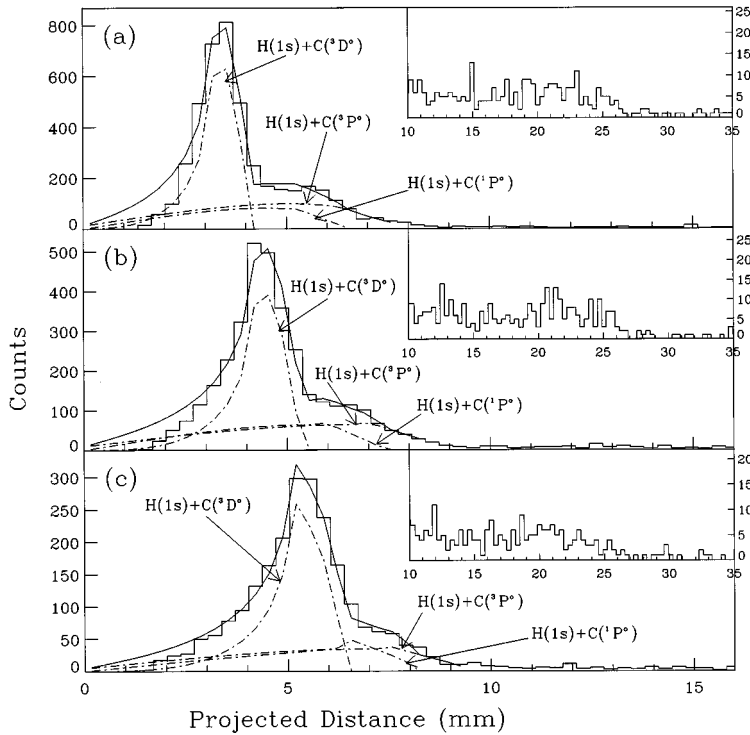 (a)
800
600
400
200
0
H(1s)+C(³D°)
H(1s)+C(³P°)
H(1s)+C(¹P°)
25
20
15
10
5
0
10 15 20 25 30 35
(b)
500
400
300
200
100
0
H(1s)+C(³D°)
H(1s)+C(³P°)
H(1s)+C(¹P°)
25
20
15
10
5
0
10 15 20 25 30 35
(c)
300
250
200
150
100
50
0
H(1s)+C(³D°)
H(1s)+C(³P°)
H(1s)+C(¹P°)
20
15
10
5
0
10 15 20 25 30 35
0 5 10 15
Counts
Projected Distance (mm)